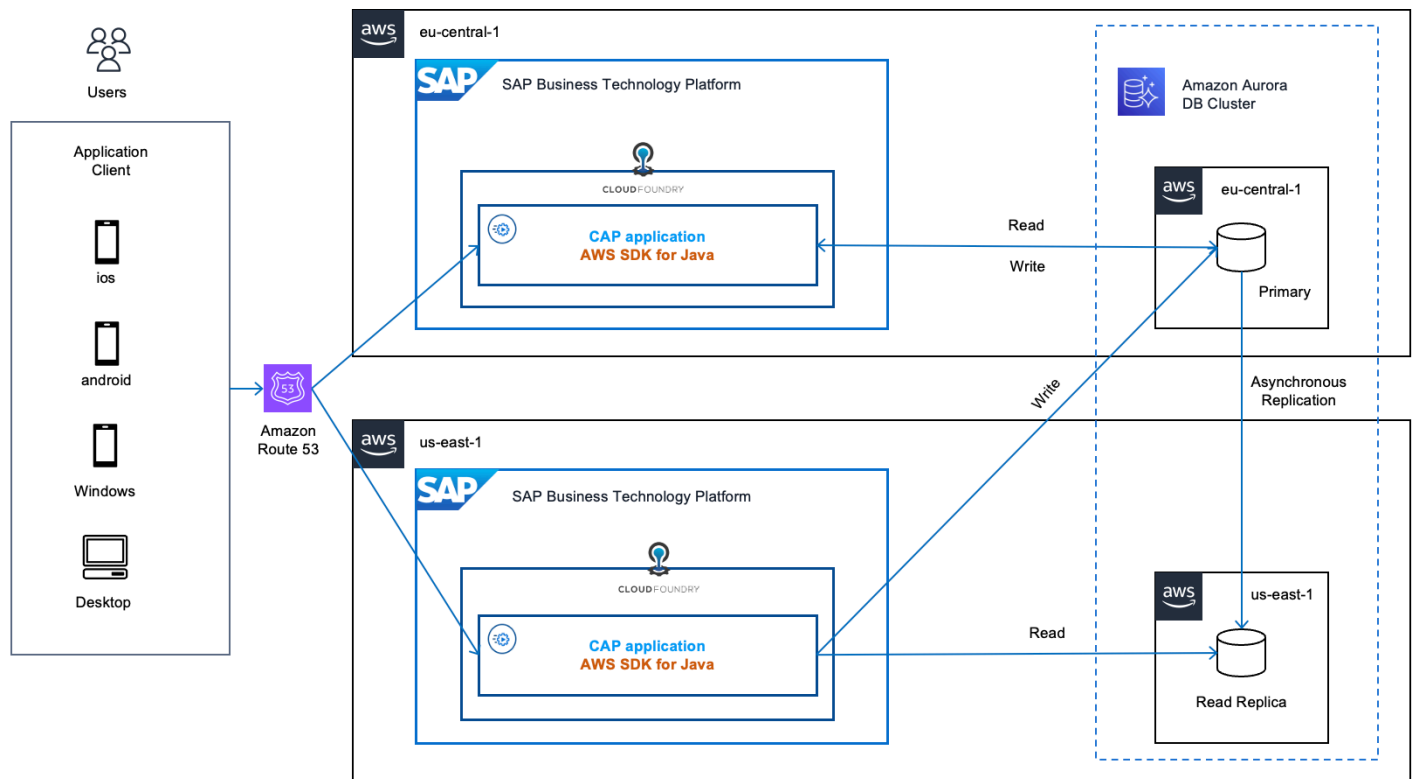 Users
Application
Client
ios
android
Windows
Desktop
53
Amazon
Route 53
aws
eu-central-1
SAP
SAP Business Technology Platform
CLOUDFOUNDRY
CAP application
AWS SDK for Java
Read
Write
Amazon Aurora
DB Cluster
aws
eu-central-1
Primary
Write
Asynchronous
Replication
aws
us-east-1
SAP
SAP Business Technology Platform
CLOUDFOUNDRY
CAP application
AWS SDK for Java
Read
aws
us-east-1
Read Replica